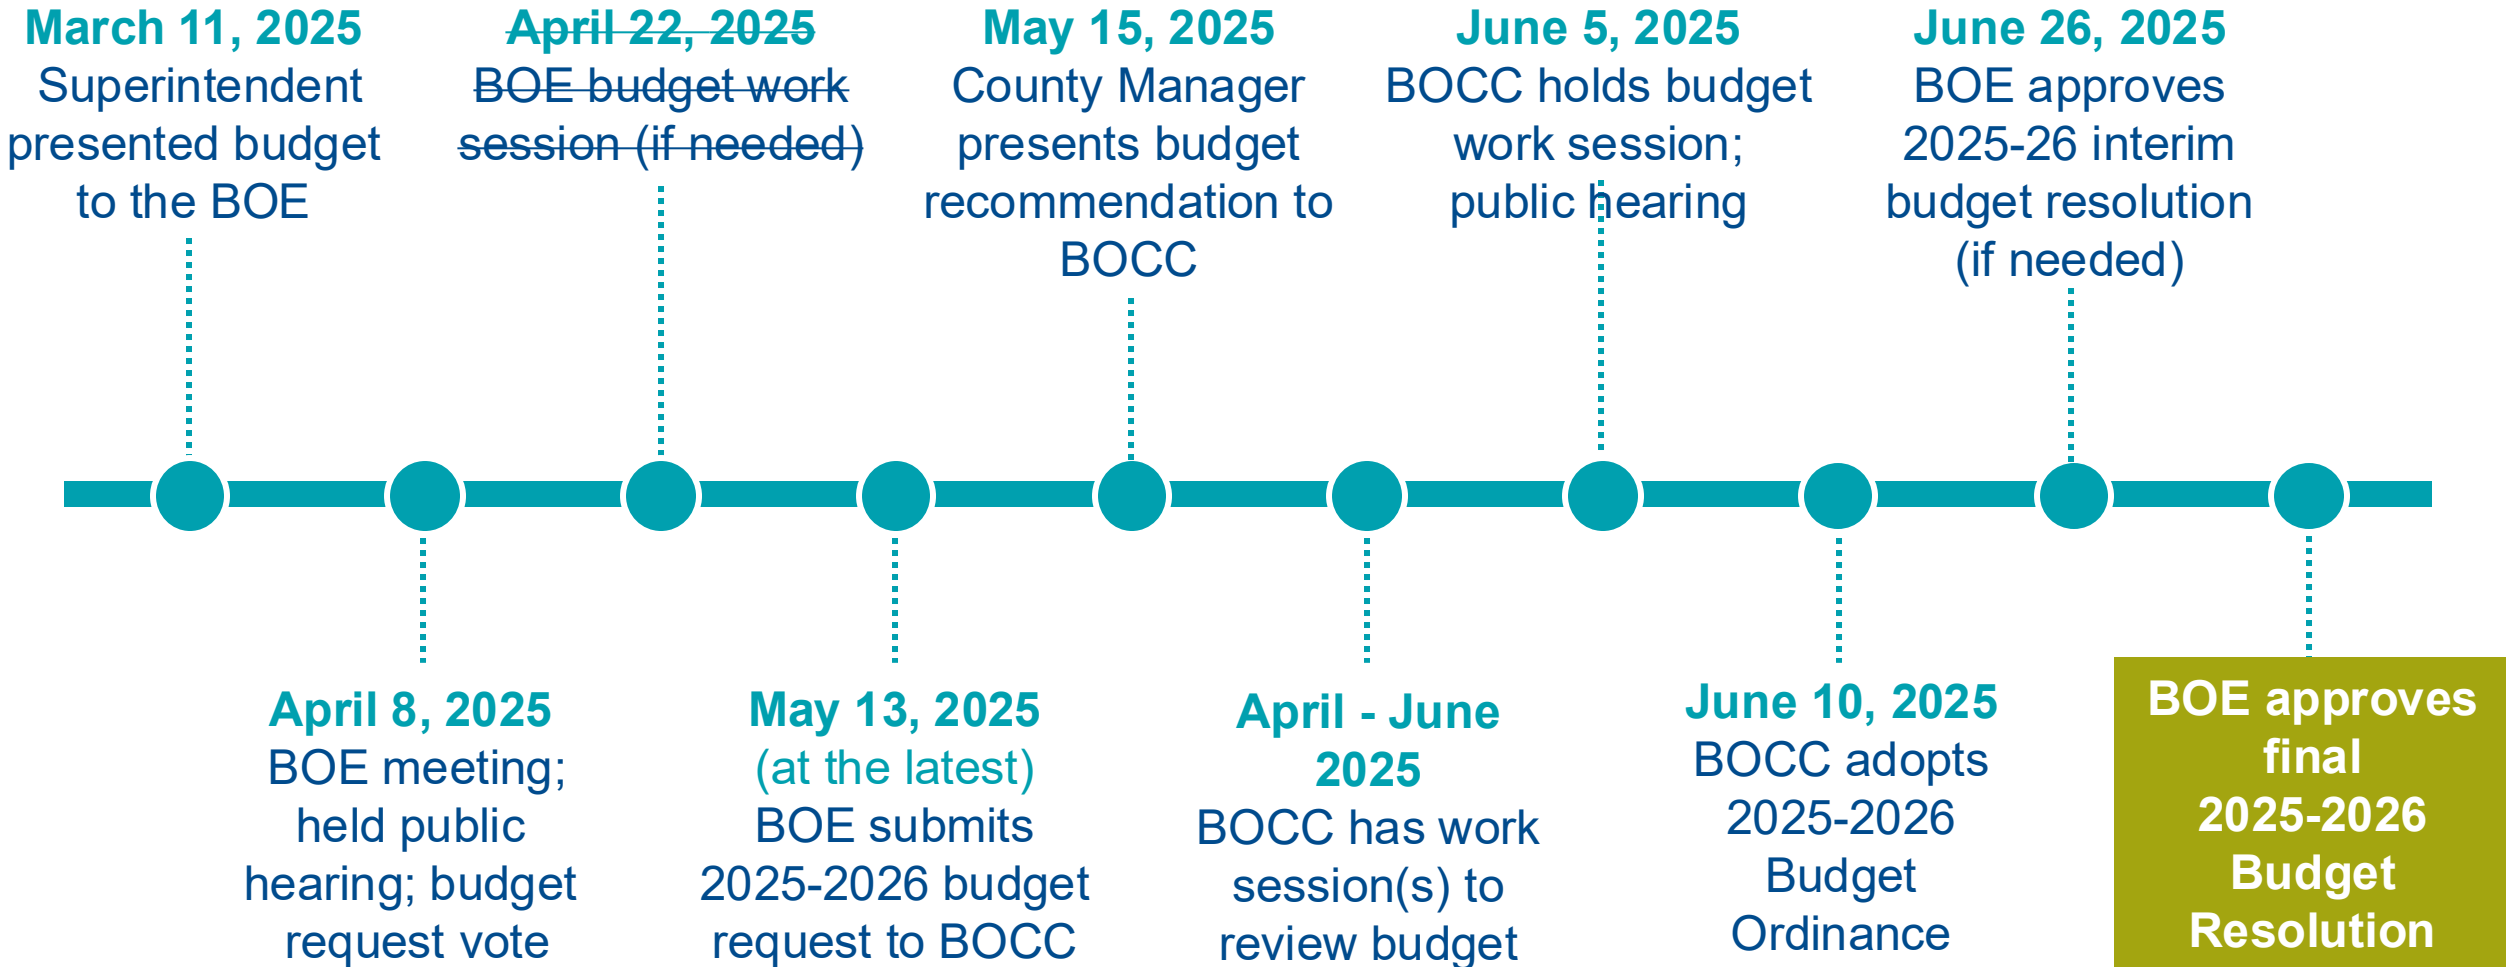 March 11, 2025
Superintendent
presented budget
to the BOE
April 8, 2025
BOE meeting;
held public
hearing; budget
request vote
April 22, 2025
BOE budget work
session (if needed)
May 13, 2025
(at the latest)
BOE submits
2025-2026 budget
request to BOCC
May 15, 2025
County Manager
presents budget
recommendation to
BOCC
April - June
2025
BOCC has work
session(s) to
review budget
June 5, 2025
BOCC holds budget
work session;
public hearing
June 10, 2025
BOCC adopts
2025-2026
Budget
Ordinance
June 26, 2025
BOE approves
2025-26 interim
budget resolution
(if needed)
BOE approves
final
2025-2026
Budget
Resolution